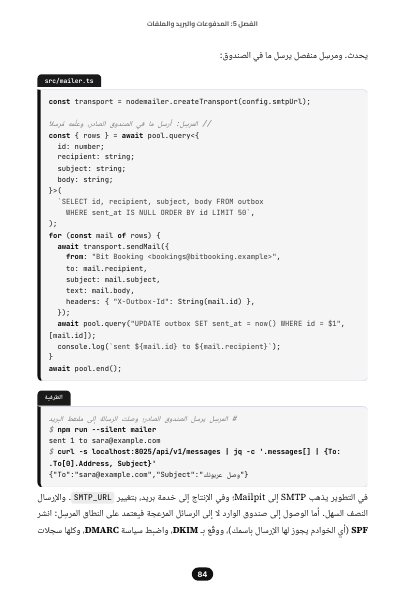 الفصل 5: المدفوعات والبريد والملفات
يحدث. ومرسل منفصل يرسل ما في الصندوق:
src/mailer.ts
const transport = nodemailer.createTransport(config.smtpUrl);
// المرسل: أرسل ما في الصندوق الصادر، وعلّمه مُرسلًا
const { rows } = await pool.query<{
id: number;
recipient: string;
subject: string;
body: string;
}>(
`SELECT id, recipient, subject, body FROM outbox
WHERE sent_at IS NULL ORDER BY id LIMIT 50`,
);
for (const mail of rows) {
await transport.sendMail({
from: "Bit Booking <bookings@bitbooking.example>",
to: mail.recipient,
subject: mail.subject,
text: mail.body,
headers: { "X-Outbox-Id": String(mail.id) },
});
await pool.query("UPDATE outbox SET sent_at = now() WHERE id = $1",
[mail.id]);
console.log(`sent ${mail.id} to ${mail.recipient}`);
}
await pool.end();
الطرفية
# المرسل يرسل الصندوق الصادر؛ وصلت الرسالة إلى ملتقط البريد
$ npm run --silent mailer
sent 1 to sara@example.com
$ curl -s localhost:8025/api/v1/messages | jq -c '.messages[] | {To:
.To[0].Address, Subject}'
{"To":"sara@example.com","Subject":"وصل عربونك"}
في التطوير يذهب SMTP إلى Mailpit؛ وفي الإنتاج إلى خدمة بريد، بتغيير SMTP_URL. والإرسال
النصف السهل. أما الوصول إلى صندوق الوارد لا إلى الرسائل المزعجة فيعتمد على النطاق المرسِل: انشر
SPF (أي الخوادم يجوز لها الإرسال باسمك)، ووقّع بـ DKIM، واضبط سياسة DMARC، وكلها سجلات
84